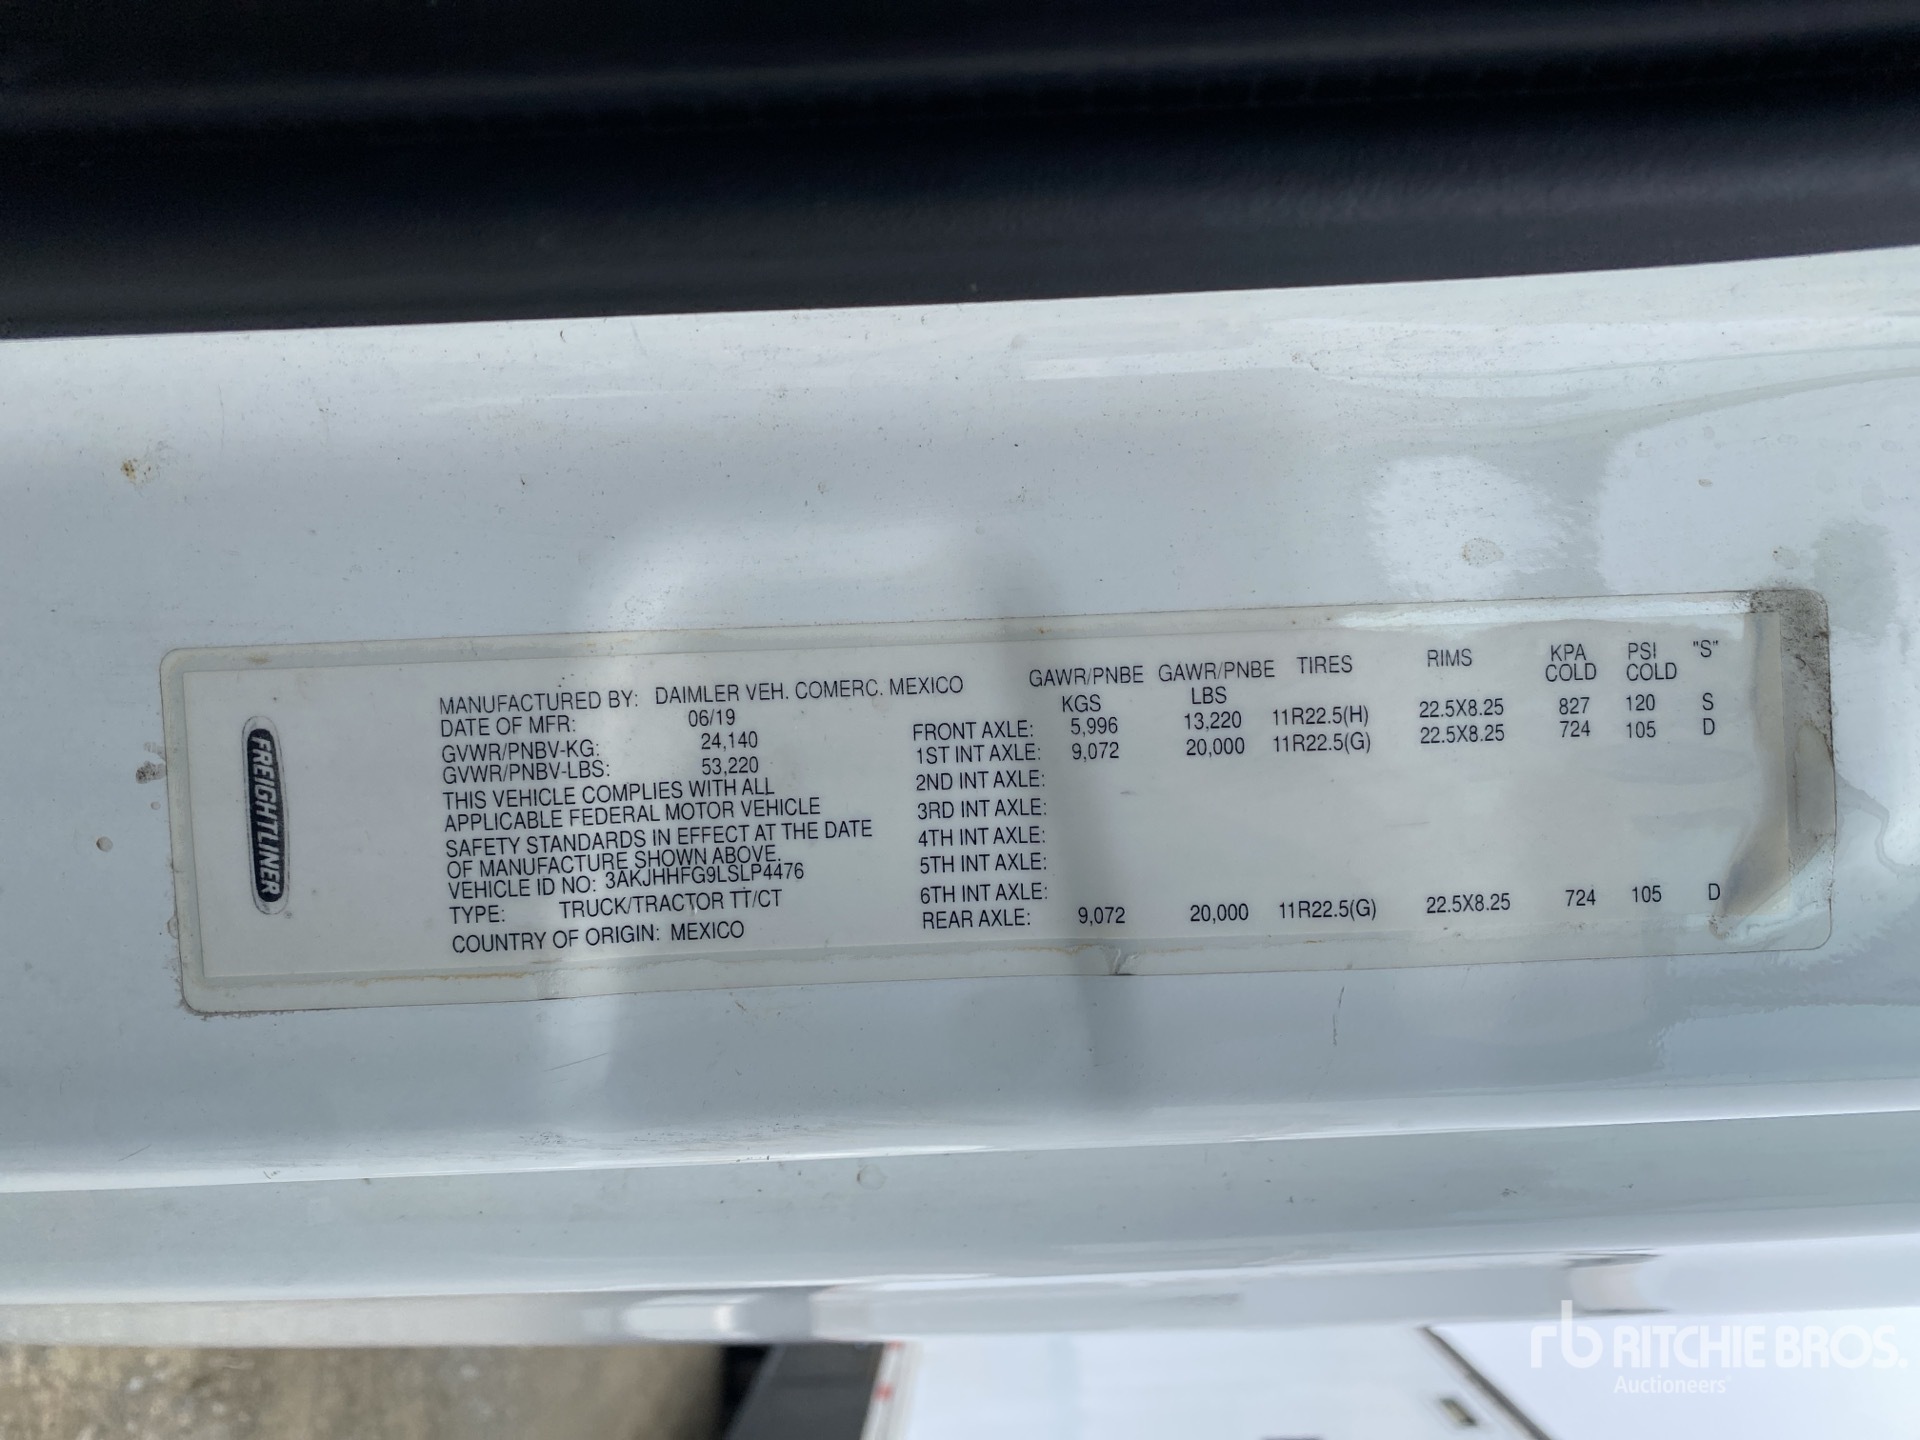 FREIGHTLINER
MANUFACTURED BY: DAIMLER VEH. COMERC. MEXICO
DATE OF MFR: 06/19
GVWR/PNBV-KG: 24,140
GVWR/PNBV-LBS: 53,220
THIS VEHICLE COMPLIES WITH ALL
APPLICABLE FEDERAL MOTOR VEHICLE
SAFETY STANDARDS IN EFFECT AT THE DATE
OF MANUFACTURE SHOWN ABOVE.
VEHICLE ID NO: 3AKJHHFG9LSLP4476
TYPE: TRUCK/TRACTOR TT/CT
COUNTRY OF ORIGIN: MEXICO
GAWR/PNBE GAWR/PNBE TIRES RIMS KPA PSI "S"
KGS LBS COLD COLD
FRONT AXLE: 5,996 13,220 11R22.5(H) 22.5X8.25 827 120 S
1ST INT AXLE: 9,072 20,000 11R22.5(G) 22.5X8.25 724 105 D
2ND INT AXLE:
3RD INT AXLE:
4TH INT AXLE:
5TH INT AXLE:
6TH INT AXLE:
REAR AXLE: 9,072 20,000 11R22.5(G) 22.5X8.25 724 105 D
rb RITCHIE BROS.
Auctioneers